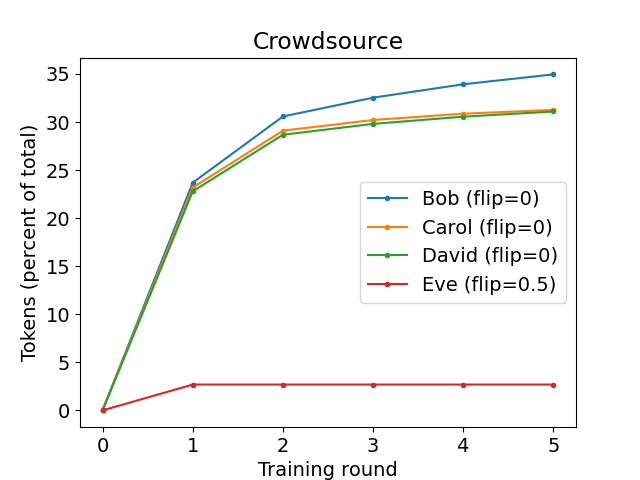 Crowdsource
Tokens (percent of total)
35
30
25
20
15
10
5
0
Bob (flip=0)
Carol (flip=0)
David (flip=0)
Eve (flip=0.5)
0 1 2 3 4 5
Training round